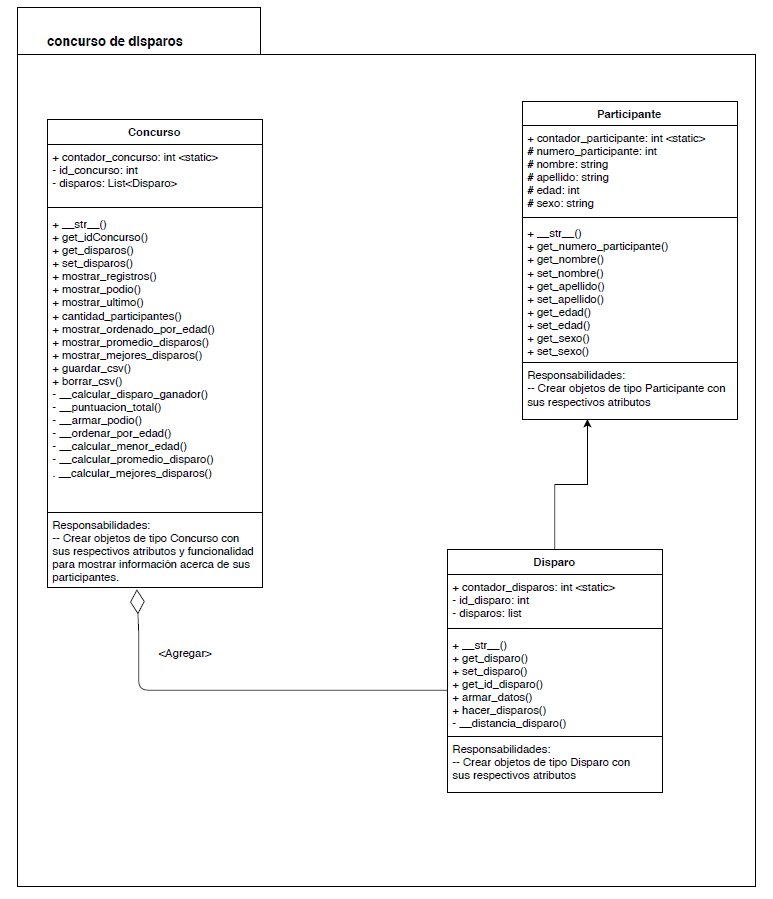 concurso de disparos
Concurso
+ contador_concurso: int <static>
- id_concurso: int
- disparos: List<Disparo>
+ __str__()
+ get_idConcurso()
+ get_disparos()
+ set_disparos()
+ mostrar_registros()
+ mostrar_podio()
+ mostrar_ultimo()
+ cantidad_participantes()
+ mostrar_ordenado_por_edad()
+ mostrar_promedio_disparos()
+ mostrar_mejores_disparos()
+ guardar_csv()
+ borrar_csv()
- __calcular_disparo_ganador()
- __puntuacion_total()
- __armar_podio()
- __ordenar_por_edad()
- __calcular_menor_edad()
- __calcular_promedio_disparo()
. __calcular_mejores_disparos()
Responsabilidades:
-- Crear objetos de tipo Concurso con
sus respectivos atributos y funcionalidad
para mostrar información acerca de sus
participantes.
Participante
+ contador_participante: int <static>
# numero_participante: int
# nombre: string
# apellido: string
# edad: int
# sexo: string
+ __str__()
+ get_numero_participante()
+ get_nombre()
+ set_nombre()
+ get_apellido()
+ set_apellido()
+ get_edad()
+ set_edad()
+ get_sexo()
+ set_sexo()
Responsabilidades:
-- Crear objetos de tipo Participante con
sus respectivos atributos
<Agregar>
Disparo
+ contador_disparos: int <static>
- id_disparo: int
- disparos: list
+ __str__()
+ get_disparo()
+ set_disparo()
+ get_id_disparo()
+ armar_datos()
+ hacer_disparos()
- __distancia_disparo()
Responsabilidades:
-- Crear objetos de tipo Disparo con
sus respectivos atributos